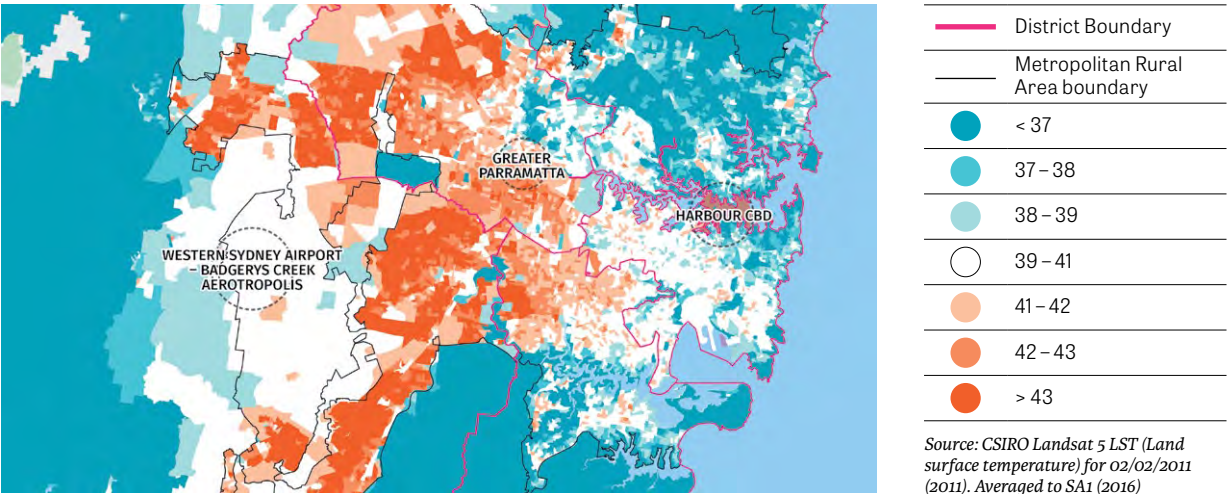 GREATER
PARRAMATTA
HARBOUR CBD
WESTERN SYDNEY AIRPORT
– BADGERYS CREEK
AEROTROPOLIS
District Boundary
Metropolitan Rural
Area boundary
< 37
37 – 38
38 – 39
39 – 41
41 – 42
42 – 43
> 43
Source: CSIRO Landsat 5 LST (Land
surface temperature) for 02/02/2011
(2011). Averaged to SA1 (2016)